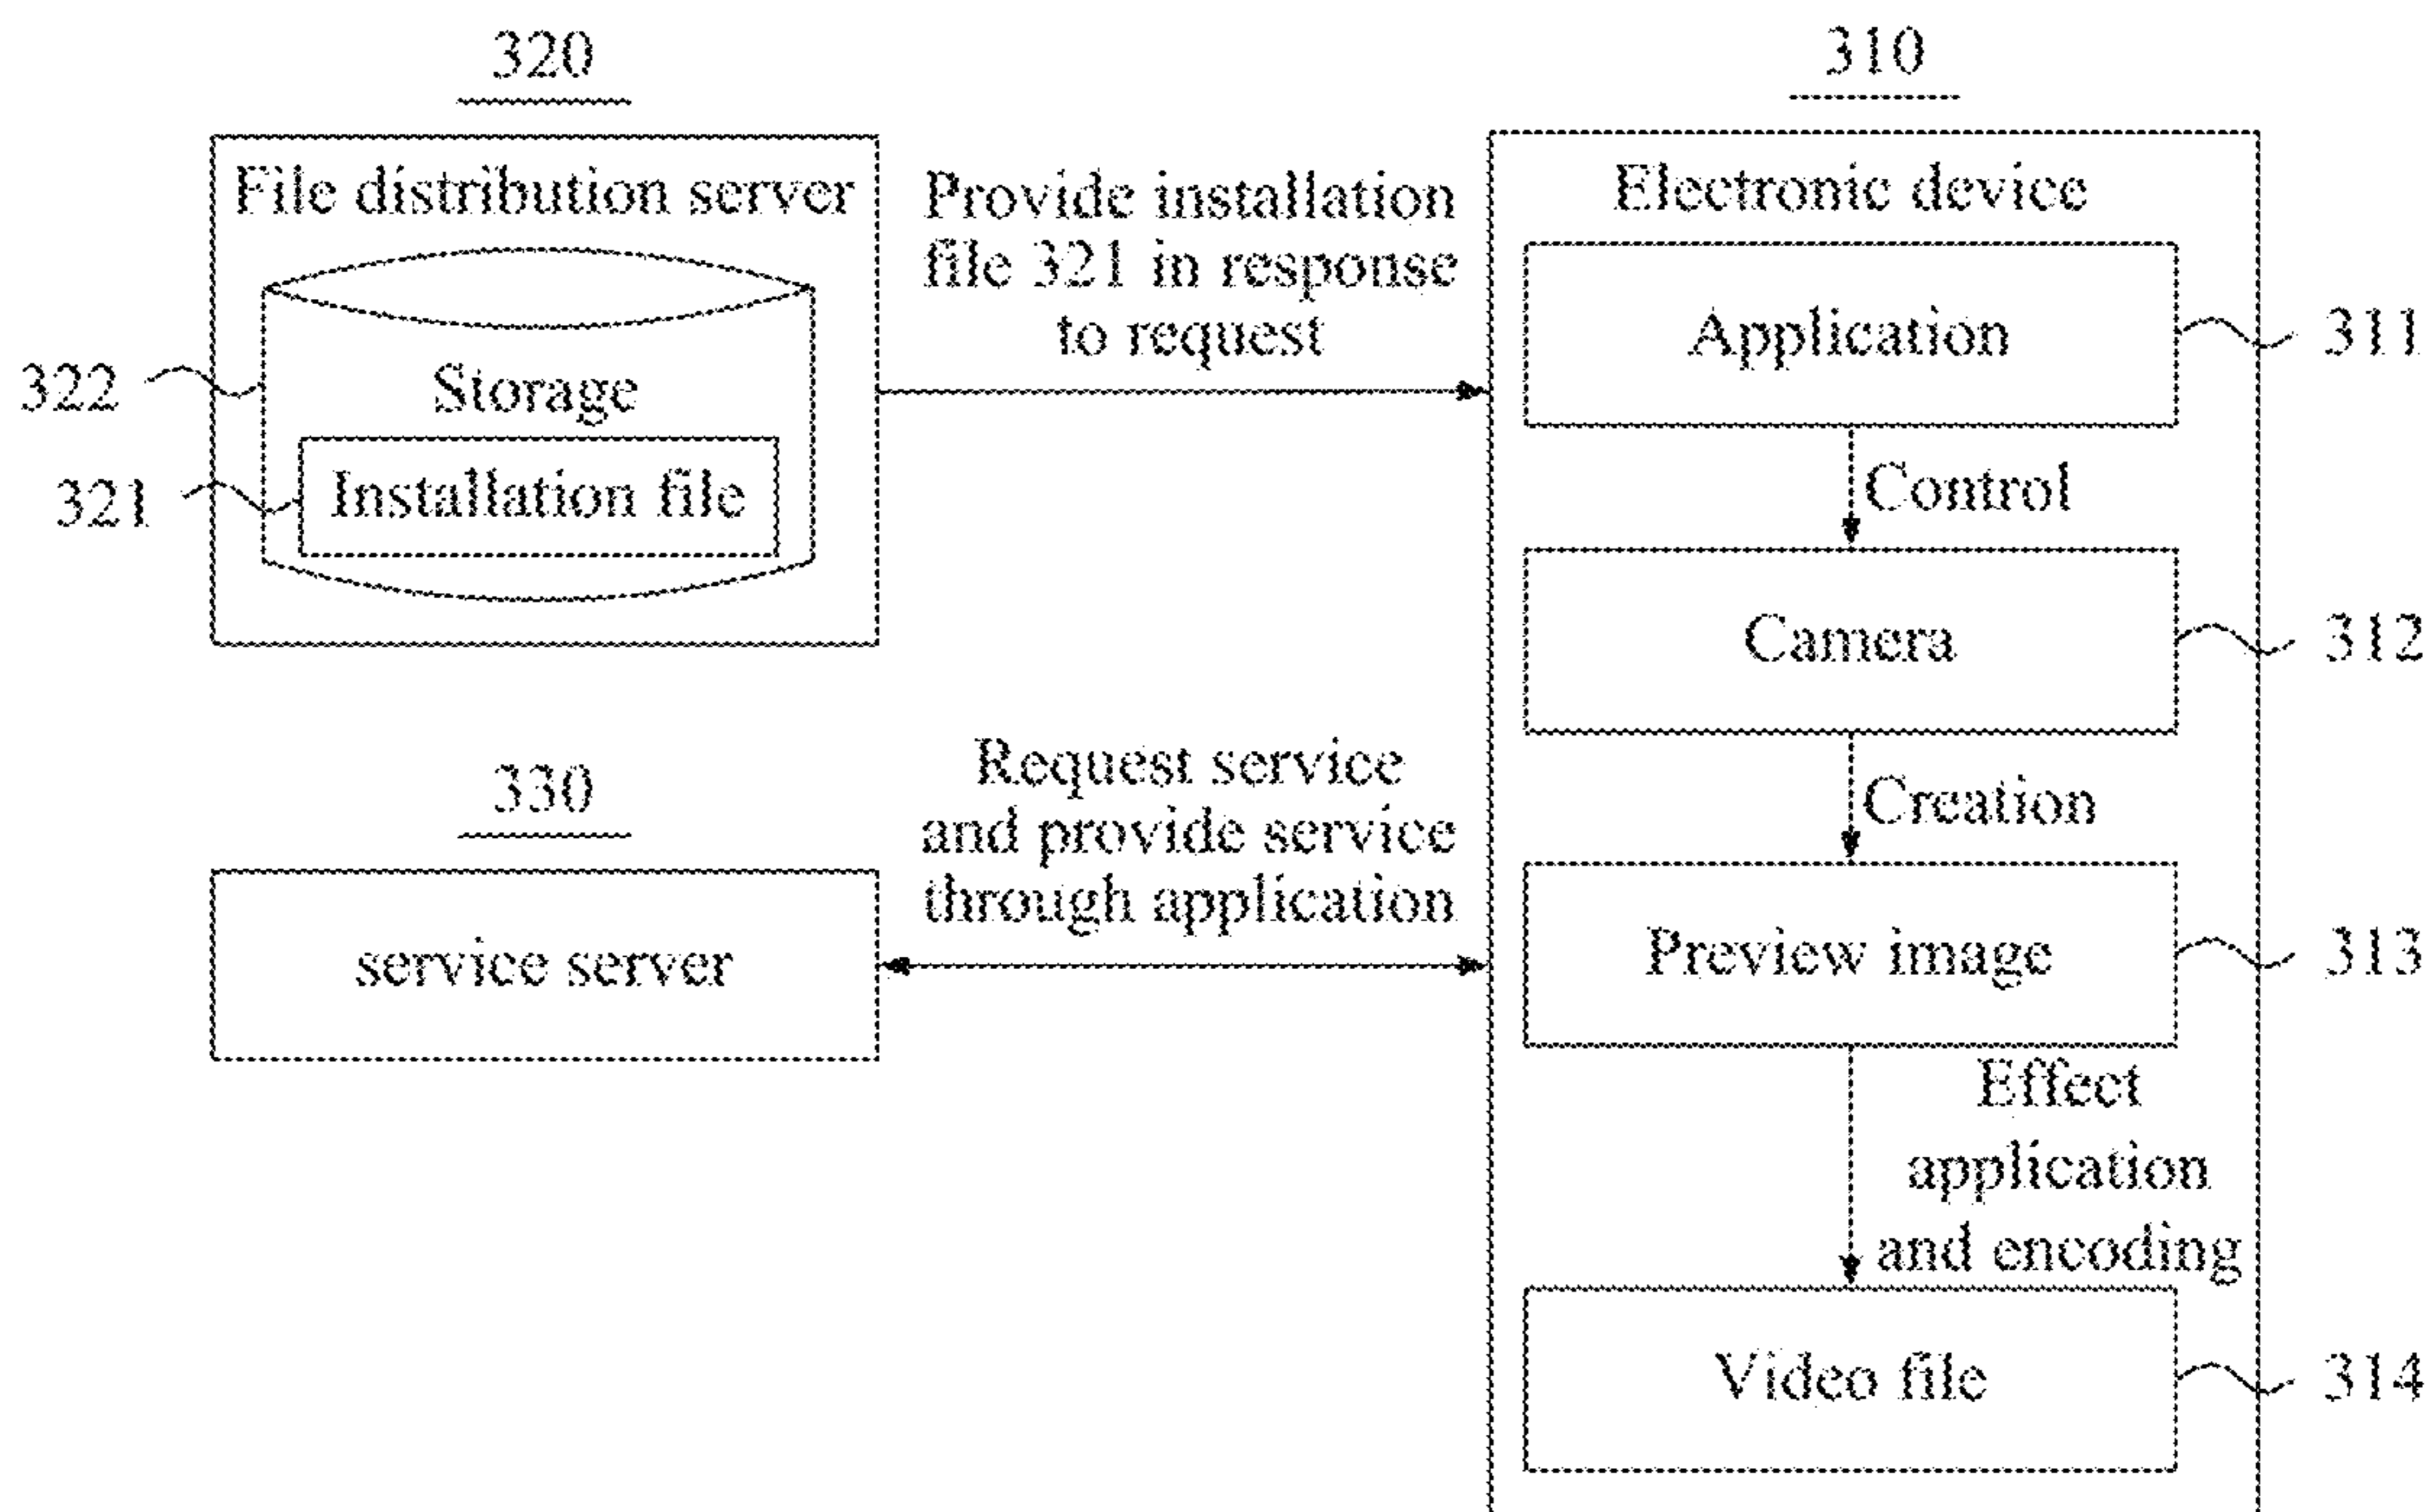 320
File distribution server
322
Storage
321
Installation file
Provide installation
file 321 in response
to request
330
service server
Request service
and provide service
through application
310
Electronic device
Application
311
Control
Camera
312
Creation
Preview image
313
Effect
application
and encoding
Video file
314